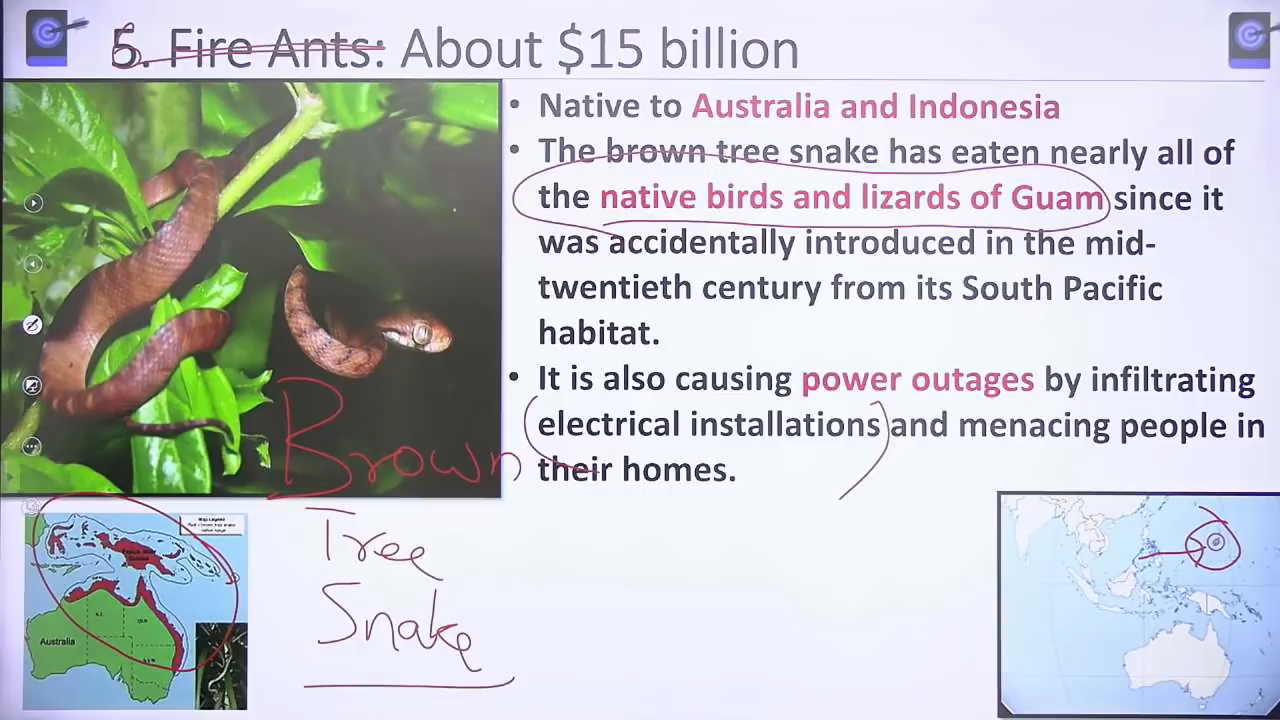 5. Fire Ants: About $15 billion
• Native to Australia and Indonesia
• The brown tree snake has eaten nearly all of
the native birds and lizards of Guam since it
was accidentally introduced in the mid-
twentieth century from its South Pacific
habitat.
• It is also causing power outages by infiltrating
electrical installations and menacing people in
their homes.
Brown
Tree
Snake
Map Legend
Australia